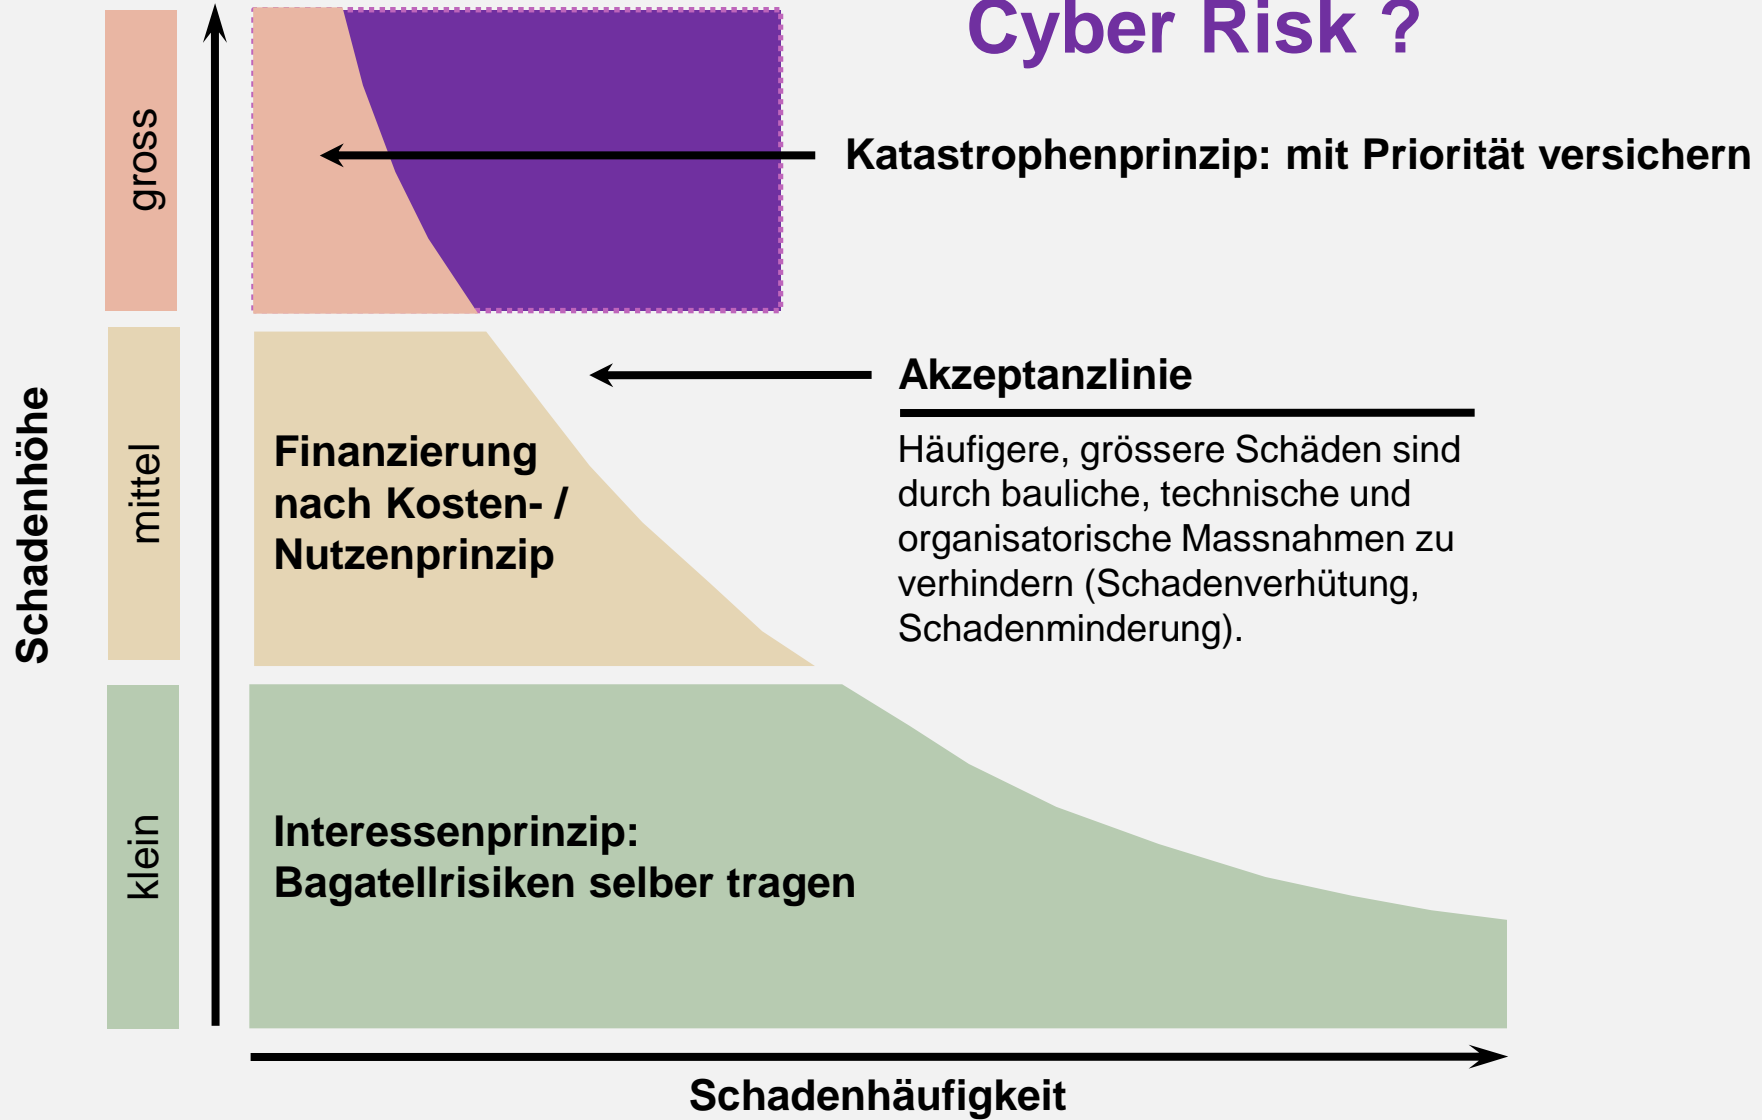 Cyber Risk ?
gross
Katastrophenprinzip: mit Priorität versichern
Schadenhöhe
mittel
Finanzierung
nach Kosten- /
Nutzenprinzip
Akzeptanzlinie
Häufigere, grössere Schäden sind
durch bauliche, technische und
organisatorische Massnahmen zu
verhindern (Schadenverhütung,
Schadenminderung).
klein
Interessenprinzip:
Bagatellrisiken selber tragen
Schadenhäufigkeit